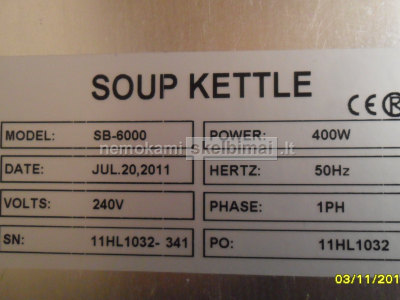 SOUP KETTLE
CE R
MODEL: SB-6000 POWER: 400W
nemokami skelbimai.lt
DATE: JUL.20,2011 HERTZ: 50Hz
VOLTS: 240V PHASE: 1PH
SN: 11HL1032- 341 PO: 11HL1032
03/11/201